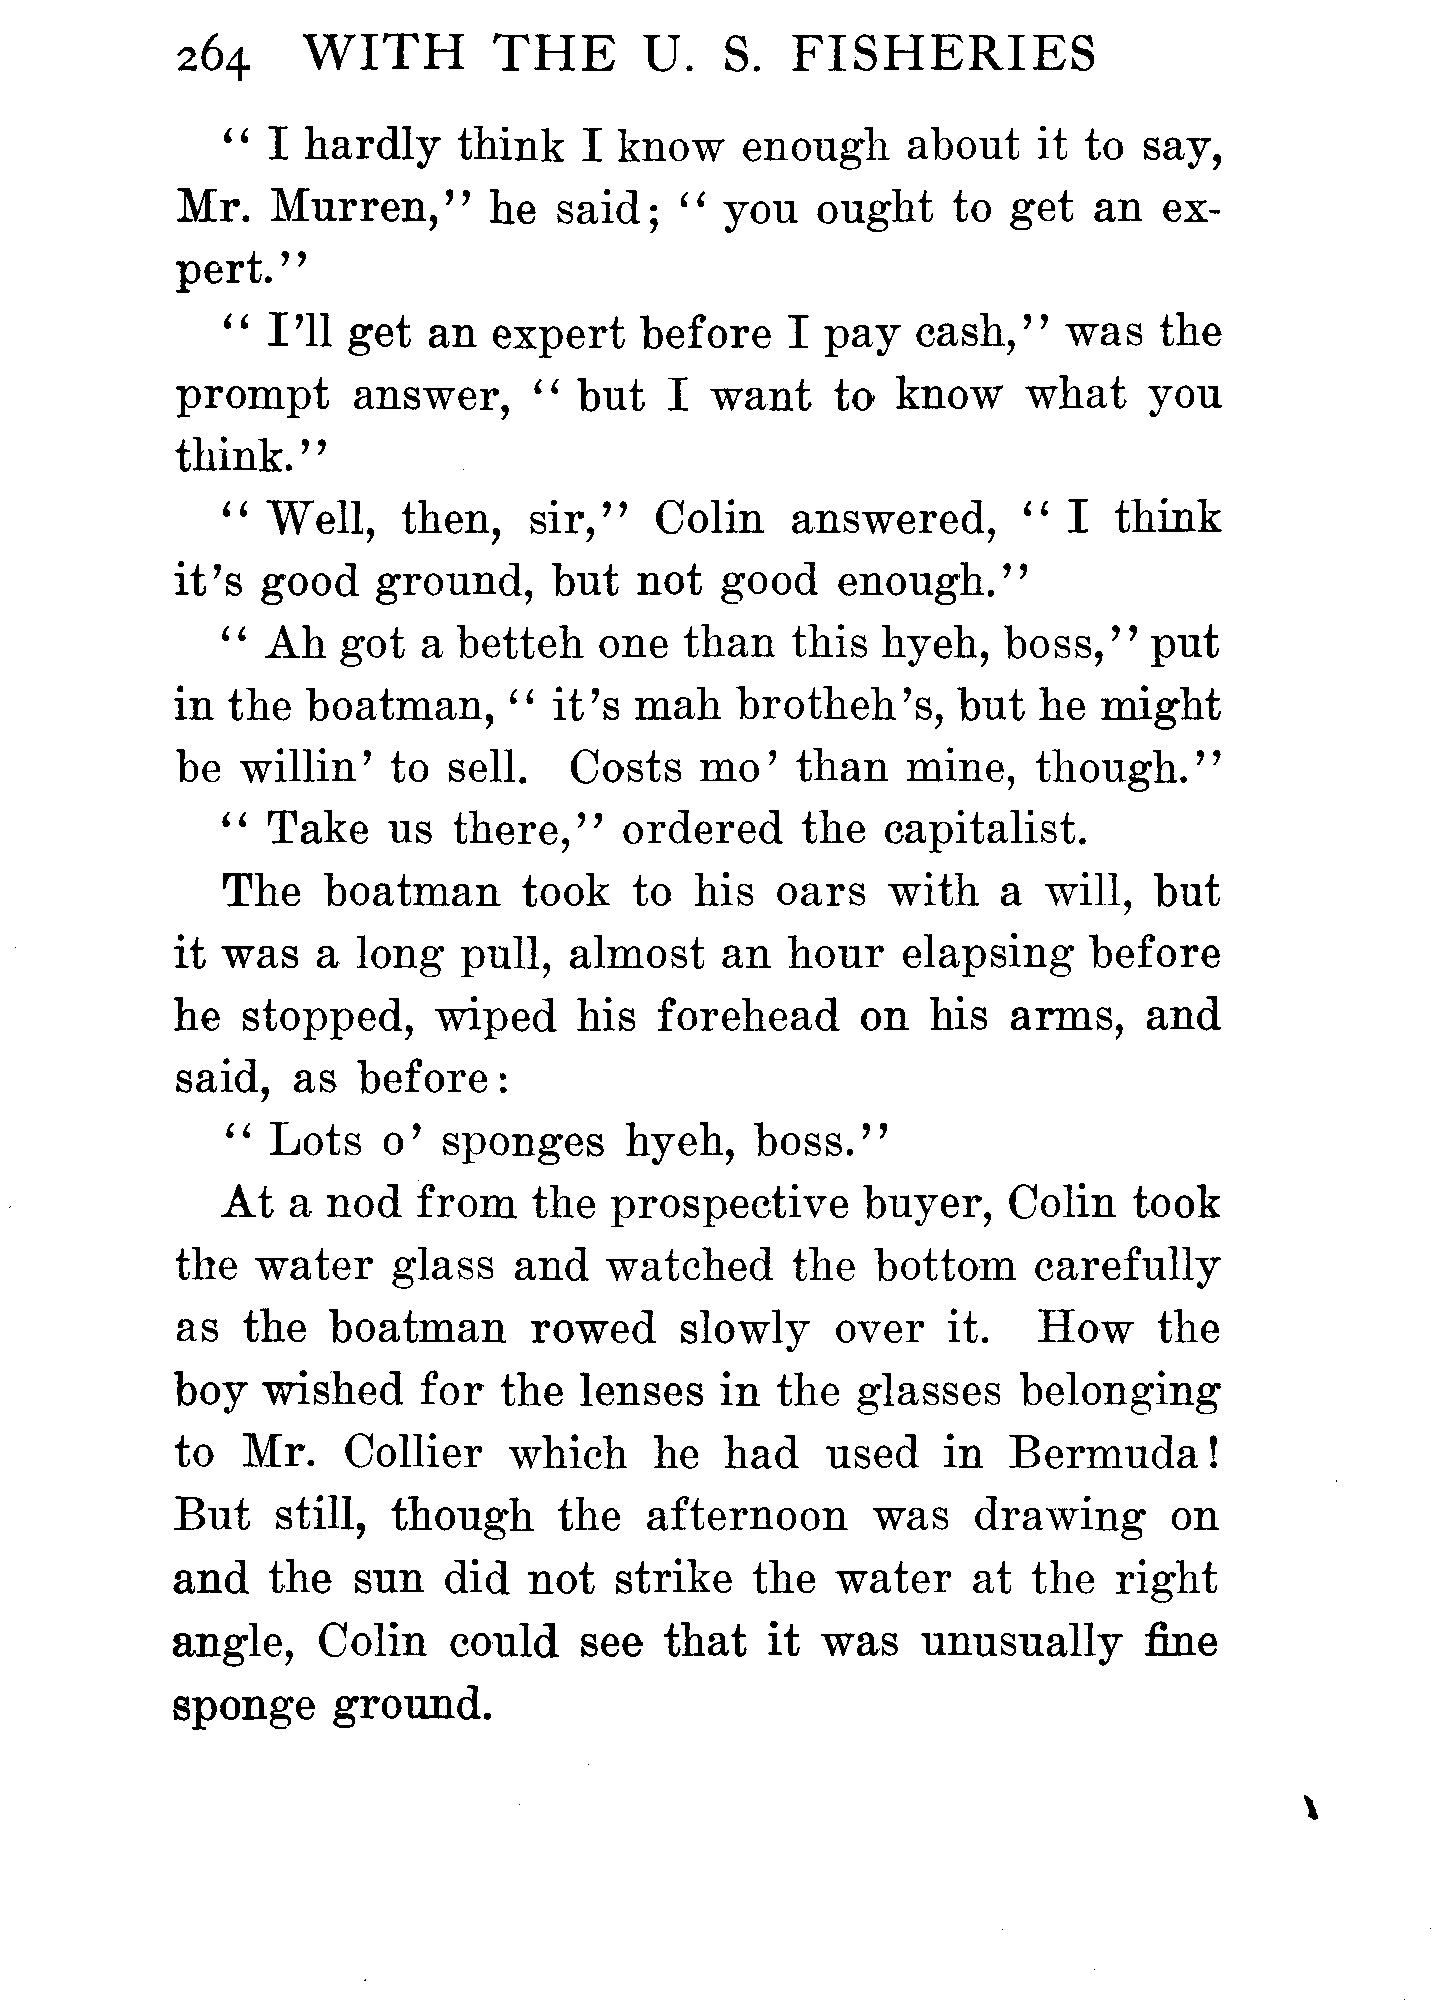 264 WITH THE U. S. FISHERIES
“ I hardly think I know enough about it to say,
Mr. Murren,” he said; “ you ought to get an ex-
pert.”
“ I’ll get an expert before I pay cash,” was the
prompt answer, “ but I want to know what you
think.”
“ Well, then, sir,” Colin answered, “ I think
it’s good ground, but not good enough.”
“ Ah got a betteh one than this hyeh, boss,” put
in the boatman, “ it’s mah brotheh’s, but he might
be willin’ to sell. Costs mo’ than mine, though.”
“ Take us there,” ordered the capitalist.
The boatman took to his oars with a will, but
it was a long pull, almost an hour elapsing before
he stopped, wiped his forehead on his arms, and
said, as before:
“ Lots o’ sponges hyeh, boss.”
At a nod from the prospective buyer, Colin took
the water glass and watched the bottom carefully
as the boatman rowed slowly over it. How the
boy wished for the lenses in the glasses belonging
to Mr. Collier which he had used in Bermuda!
But still, though the afternoon was drawing on
and the sun did not strike the water at the right
angle, Colin could see that it was unusually fine
sponge ground.